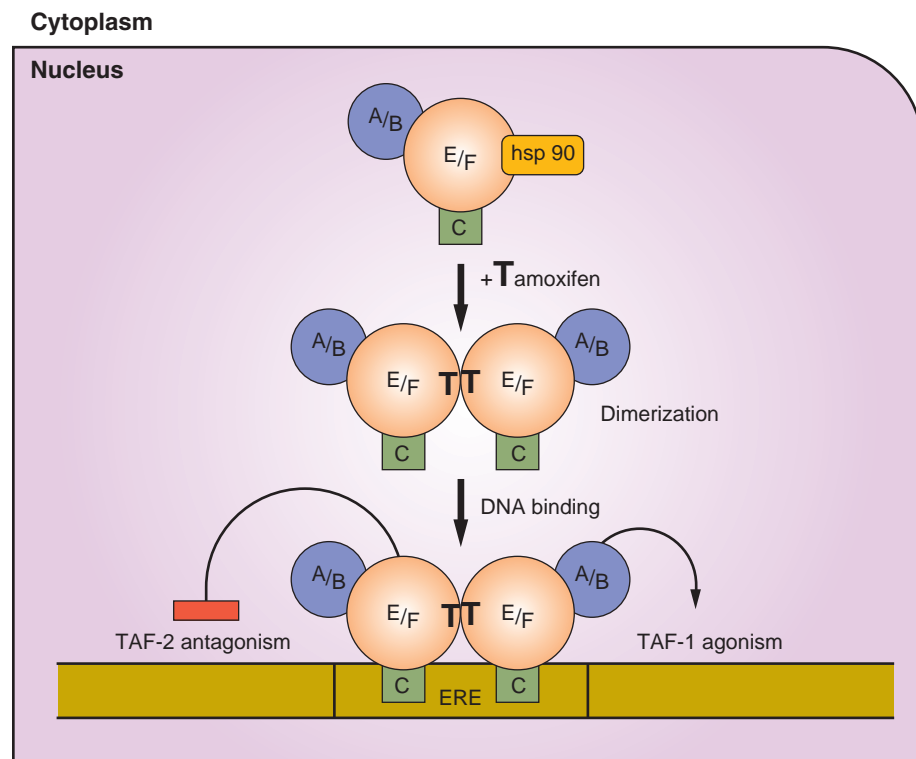 Cytoplasm
Nucleus
A/B
E/F
hsp 90
C
+Tamoxifen
A/B
E/F
TT
E/F
A/B
Dimerization
C
C
DNA binding
A/B
E/F
TT
E/F
A/B
TAF-2 antagonism
TAF-1 agonism
C
ERE
C